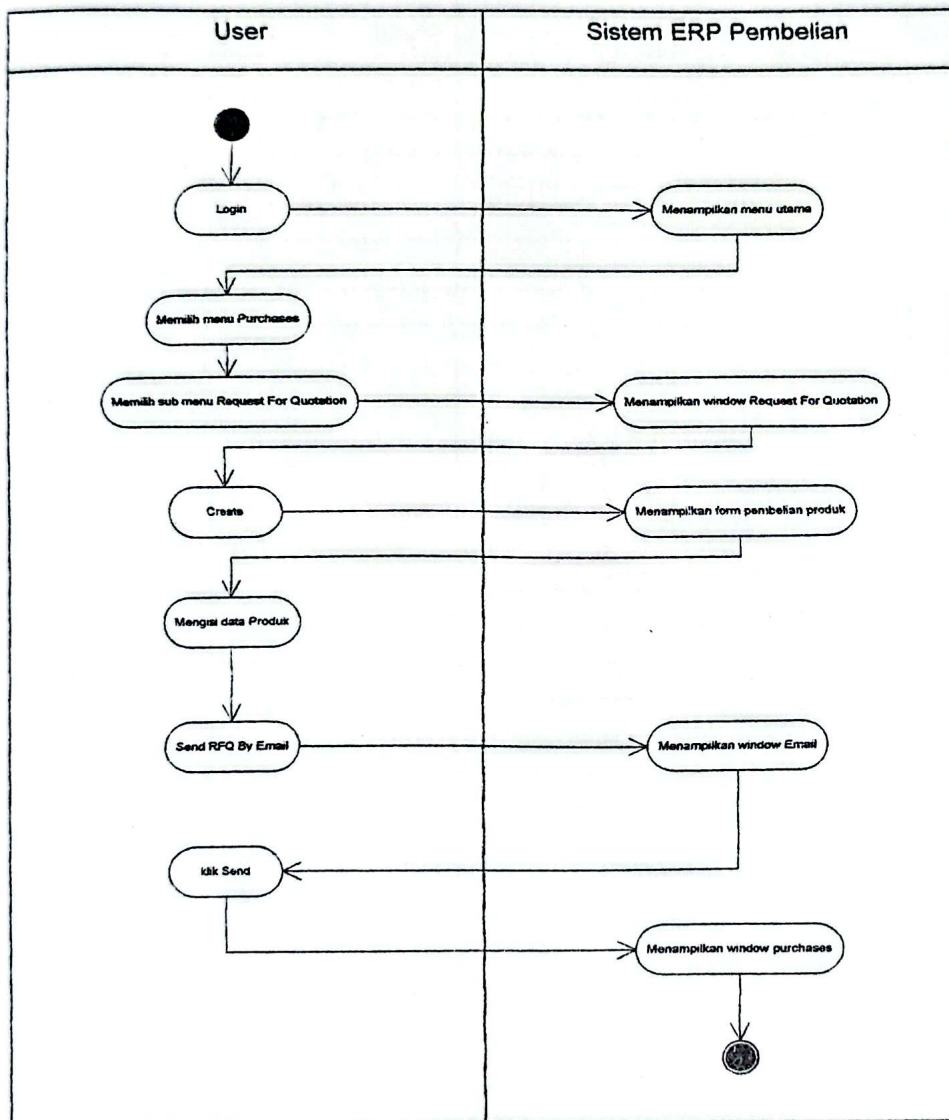 User
Sistem ERP Pembelian
Login
Menampilkan menu utama
Memilih menu Purchases
Memilih sub menu Request For Quotation
Menampilkan window Request For Quotation
Create
Menampilkan form pembelian produk
Mengisi data Produk
Send RFQ By Email
Menampilkan window Email
klik Send
Menampilkan window purchases